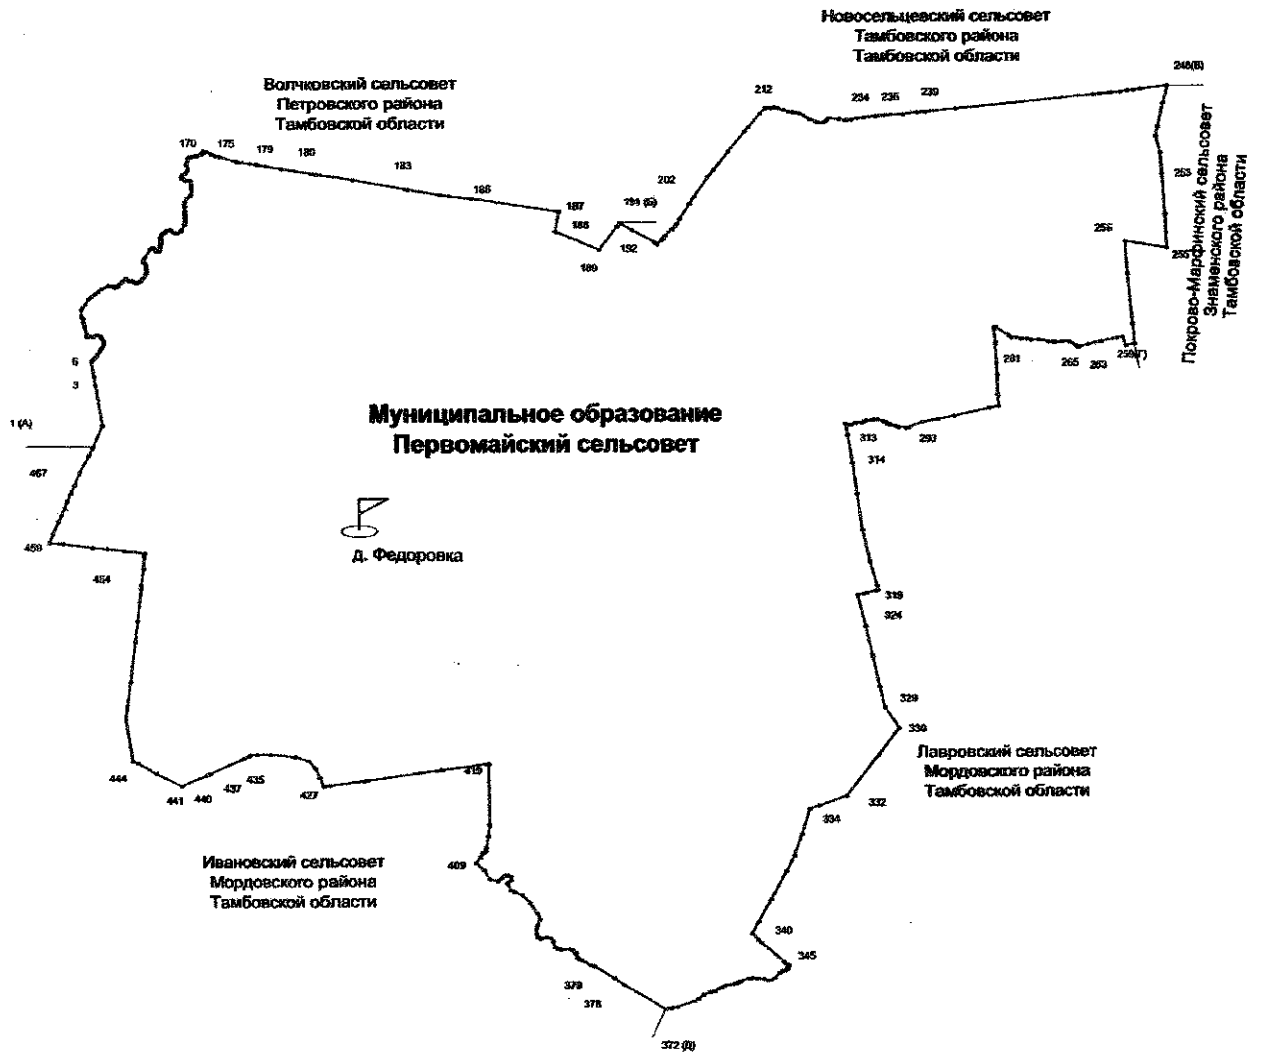 Новосельцевский сельсовет
Тамбовского района
Тамбовской области
248(В)
Волчковский сельсовет
Петровского района
Тамбовской области
212
234 236 239
170 175 179 180
183
186
187
188
189
192
194 (Б)
202
253
255
256
Покрово-Марфинский сельсовет
Знаменского района
Тамбовской области
259(Г)
263
265
281
6
3
1 (А)
467
Муниципальное образование
Первомайский сельсовет
293
313
314
459
454
д. Федоровка
319
324
329
330
Лавровский сельсовет
Мордовского района
Тамбовской области
332
334
444
441
440
437
435
427
415
409
Ивановский сельсовет
Мордовского района
Тамбовской области
340
345
379
378
372 (Д)